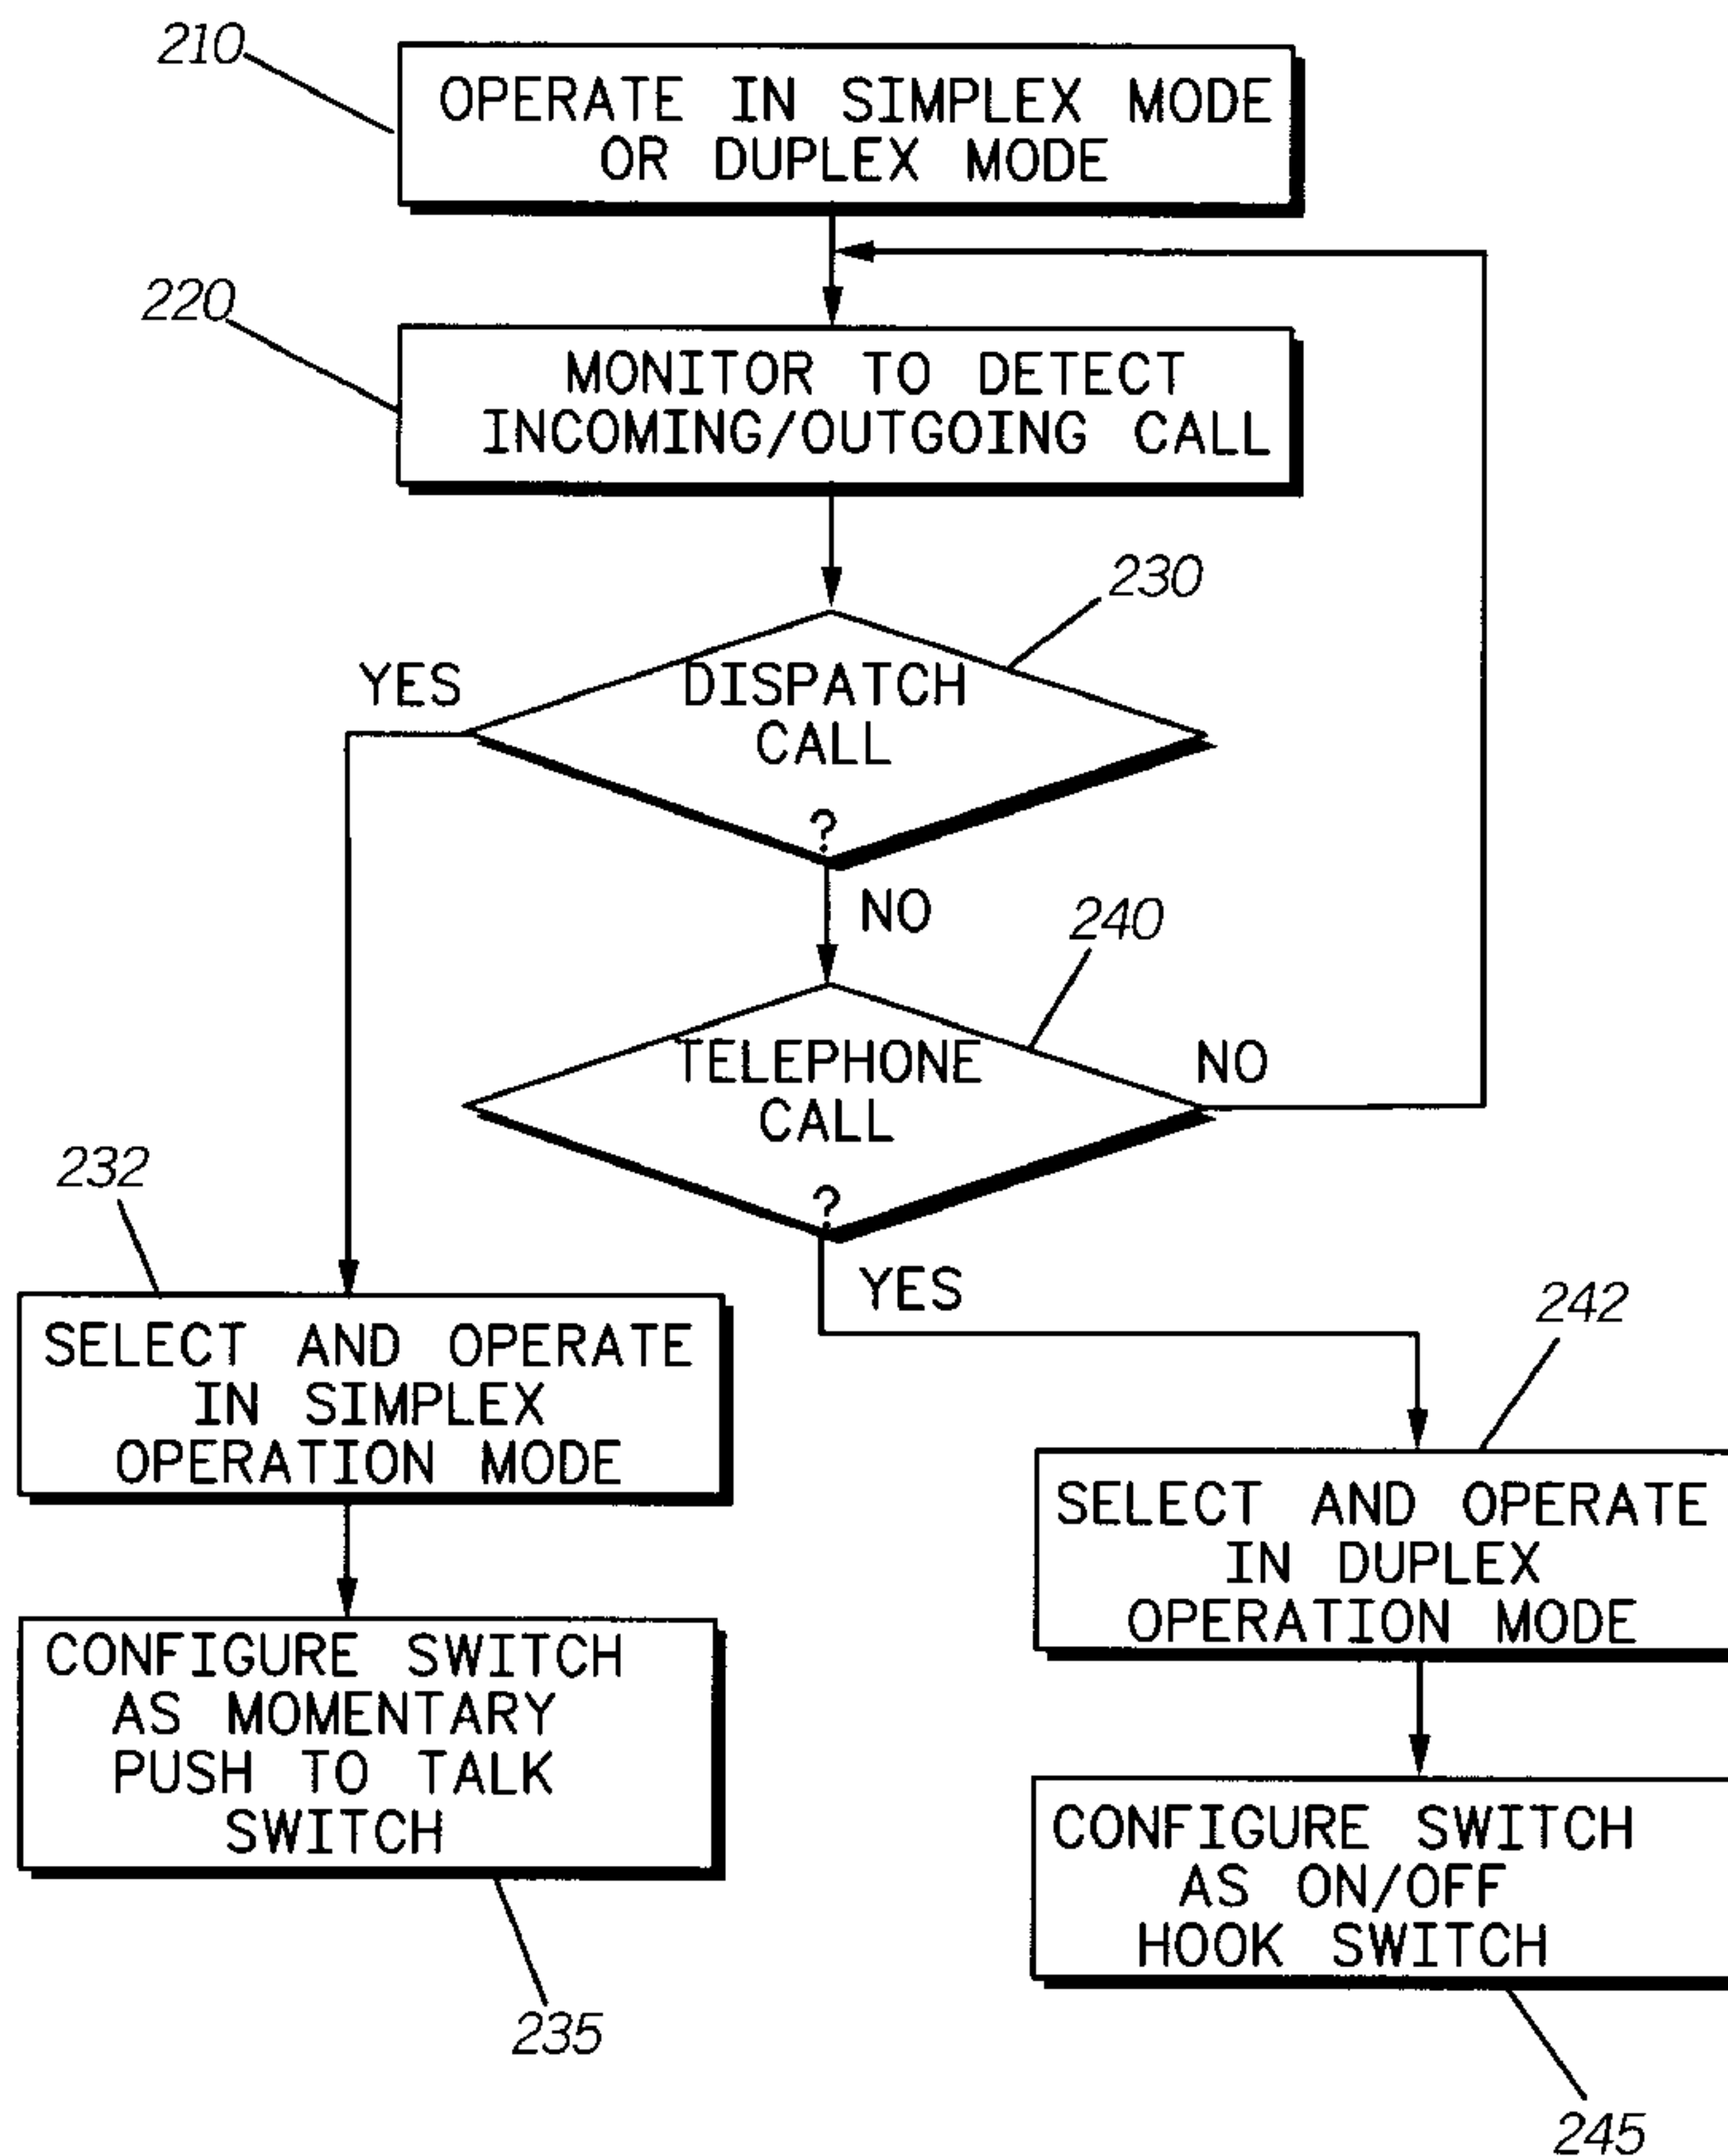 210
OPERATE IN SIMPLEX MODE
OR DUPLEX MODE
220
MONITOR TO DETECT
INCOMING/OUTGOING CALL
230
YES
DISPATCH
CALL
?
NO
240
TELEPHONE
CALL
?
NO
YES
232
SELECT AND OPERATE
IN SIMPLEX
OPERATION MODE
242
SELECT AND OPERATE
IN DUPLEX
OPERATION MODE
CONFIGURE SWITCH
AS MOMENTARY
PUSH TO TALK
SWITCH
235
CONFIGURE SWITCH
AS ON/OFF
HOOK SWITCH
245